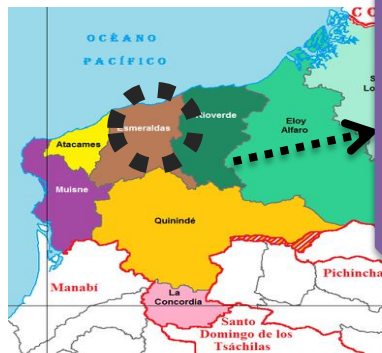 OCÉANO
PACÍFICO
Esmeraldas
Rioverde
Atacames
Eloy
Alfaro
Muisne
Quinindé
Manabí
Pichincha
La
Concordia
Santo
Domingo de los
Tsáchilas